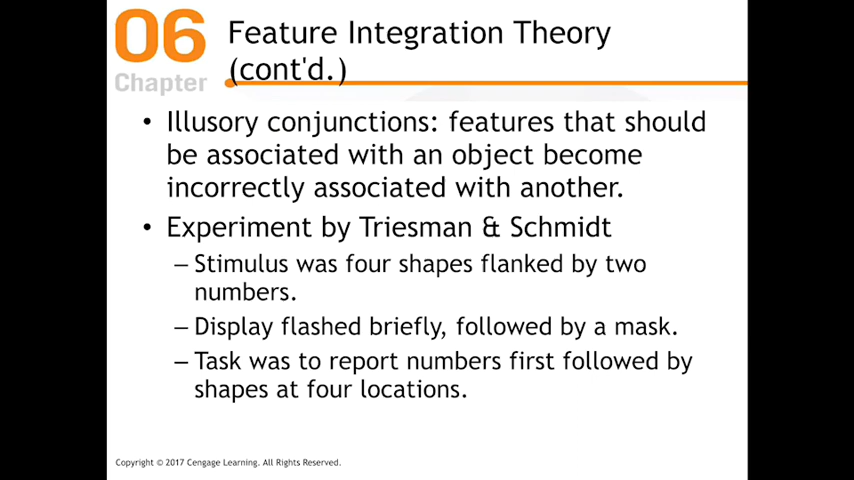 06
Chapter
Feature Integration Theory
(cont'd.)
• Illusory conjunctions: features that should
be associated with an object become
incorrectly associated with another.
• Experiment by Triesman & Schmidt
– Stimulus was four shapes flanked by two
numbers.
– Display flashed briefly, followed by a mask.
– Task was to report numbers first followed by
shapes at four locations.
Copyright © 2017 Cengage Learning. All Rights Reserved.